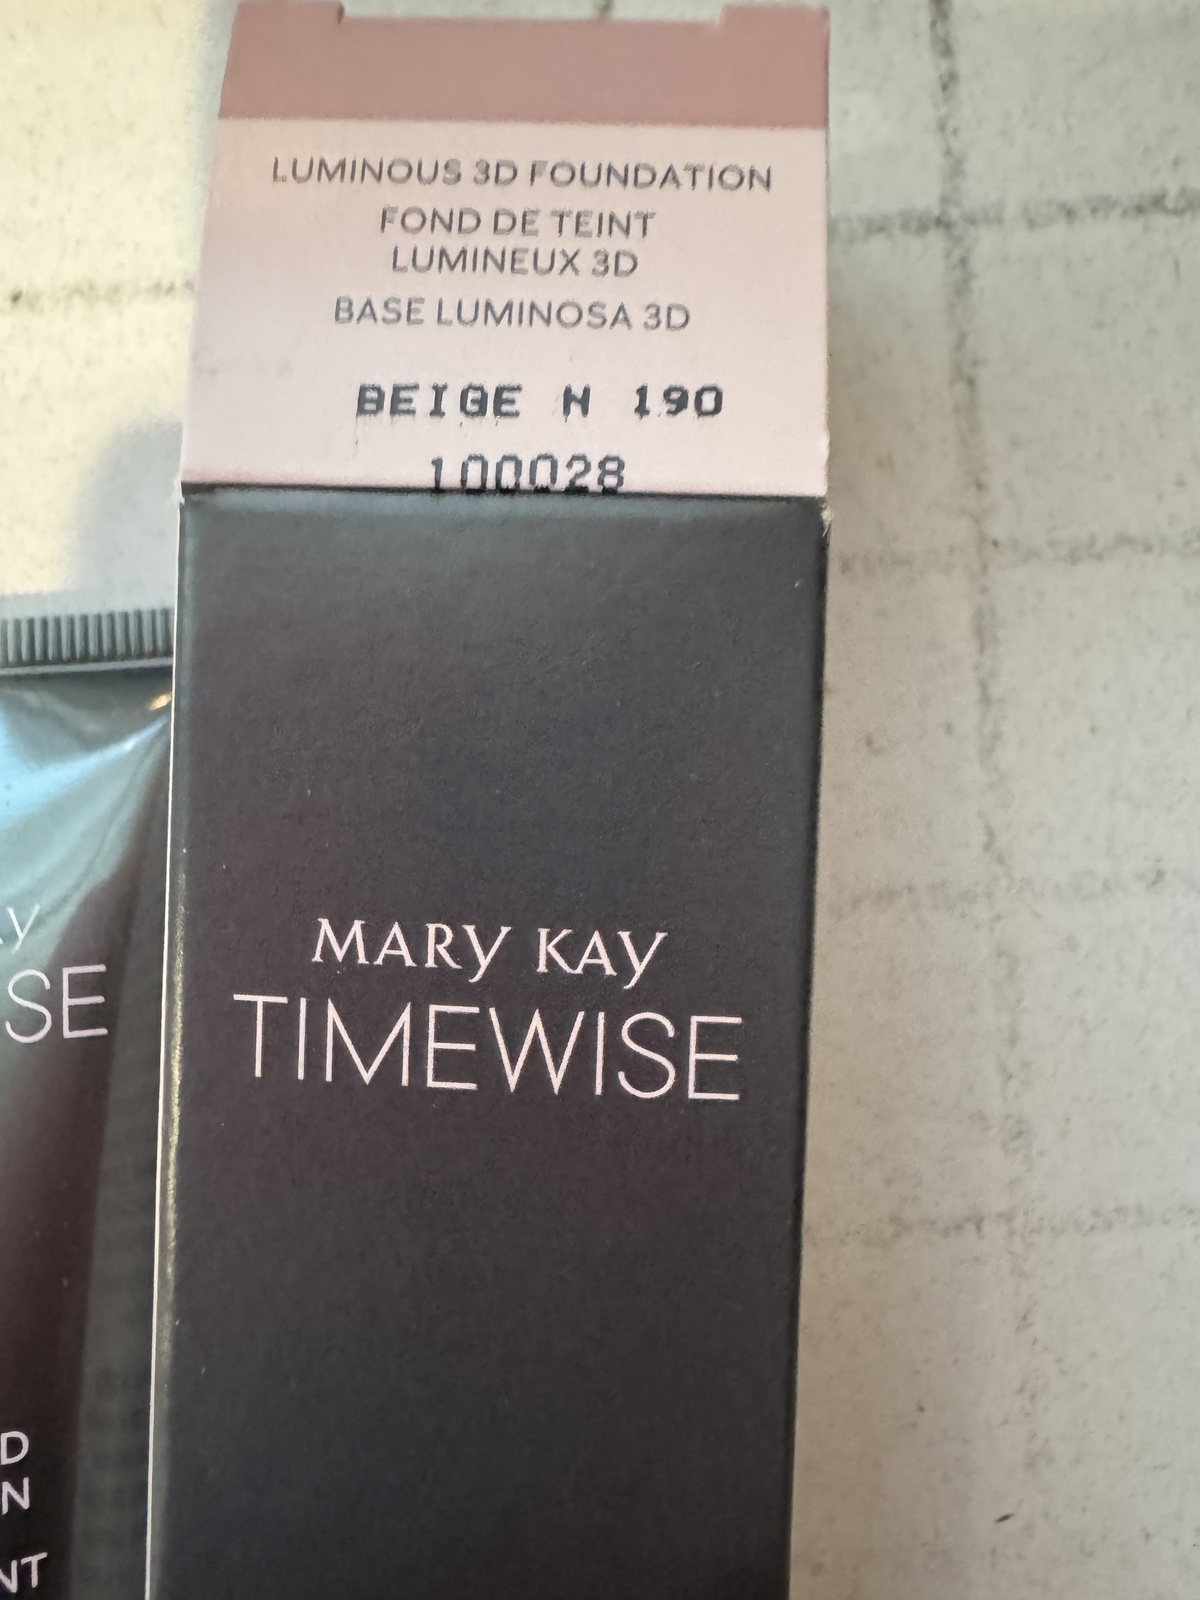 LUMINOUS 3D FOUNDATION
FOND DE TEINT
LUMINEUX 3D
BASE LUMINOSA 3D
BEIGE N 190
100028
MARY KAY
TIMEWISE
AY
SE
D
N
NT